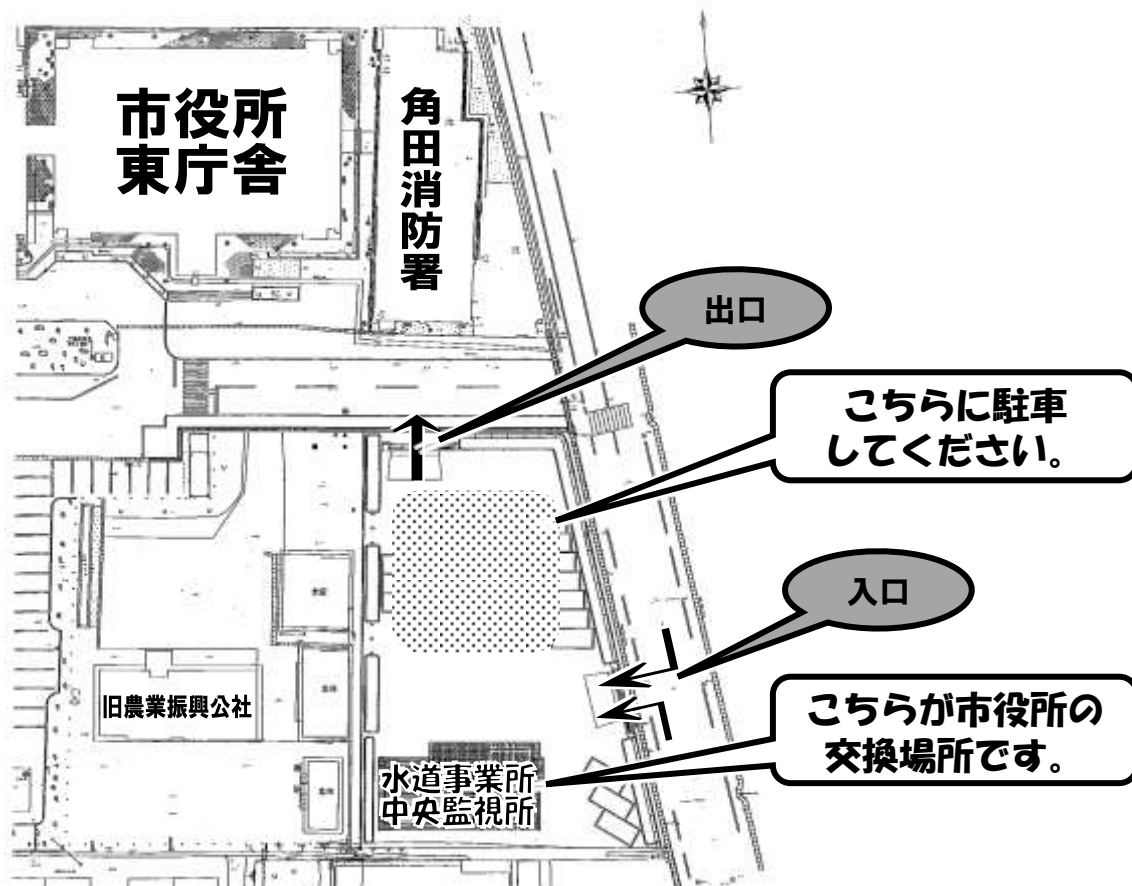 市役所
東庁舎
角田消防署
出口
こちらに駐車
してください。
入口
旧農業振興公社
こちらが市役所の
交換場所です。
水道事業所
中央監視所